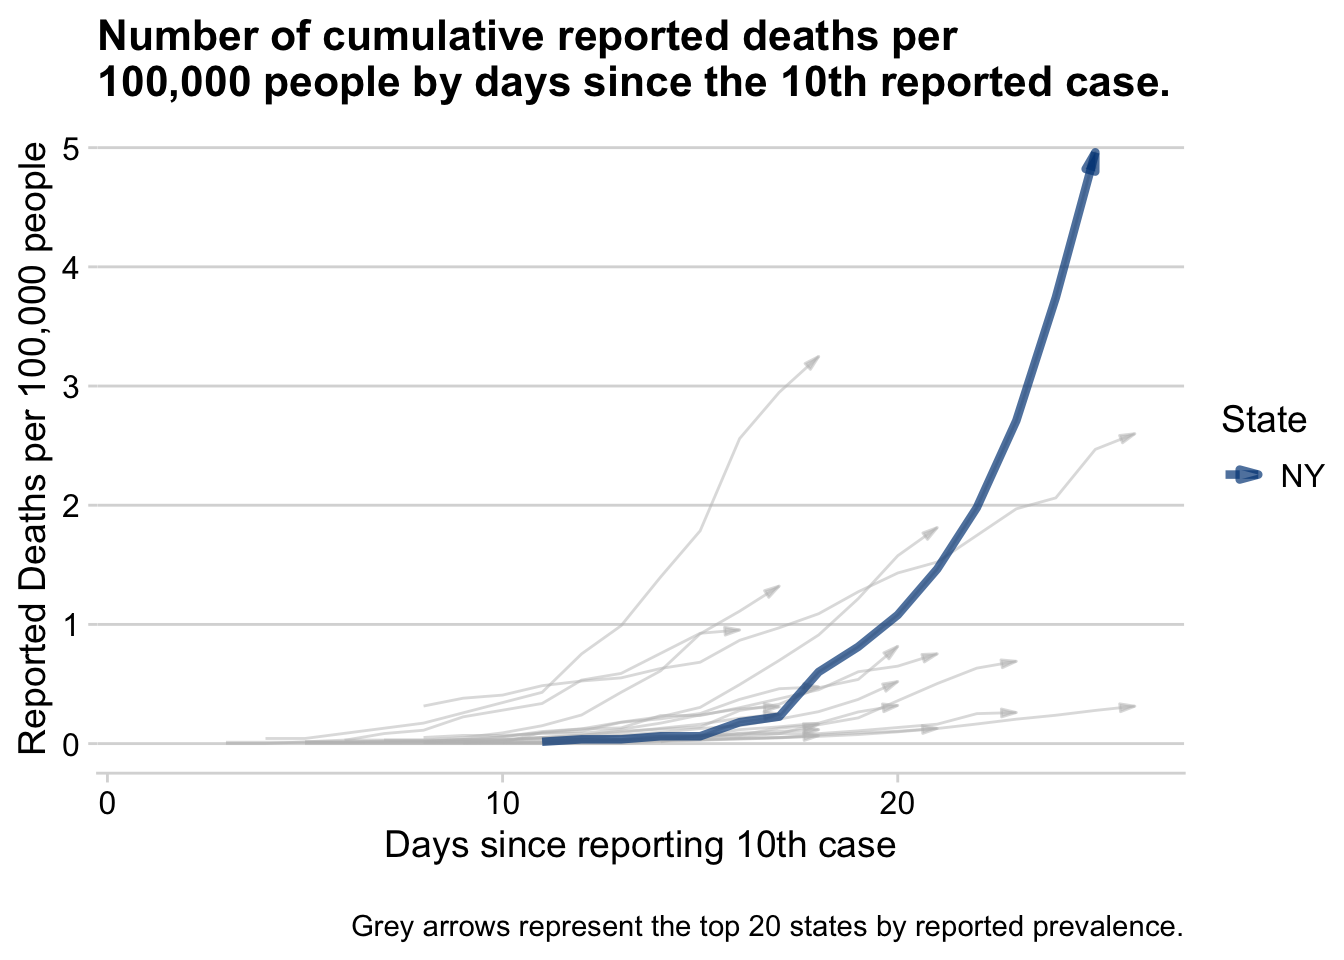 Number of cumulative reported deaths per
100,000 people by days since the 10th reported case.
Reported Deaths per 100,000 people
5
4
3
2
1
0
0
10
20
Days since reporting 10th case
State
NY
Grey arrows represent the top 20 states by reported prevalence.